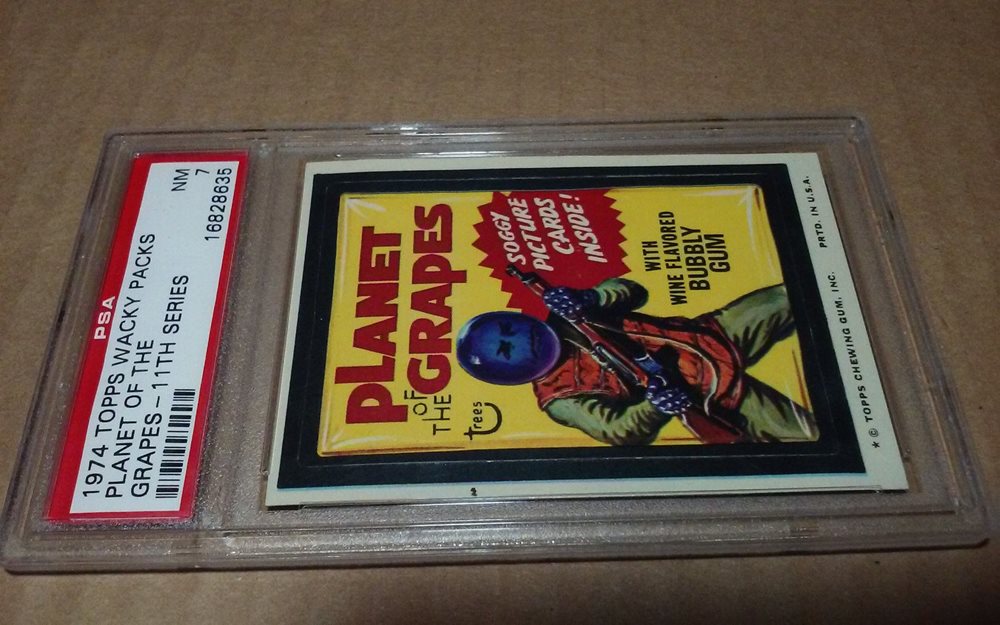 PSA
1974 TOPPS WACKY PACKS
PLANET OF THE NM
GRAPES - 11TH SERIES 7
16828635
PLANET
OF
THE GRAPES
trees
SOGGY
PICTURE
CARDS
INSIDE!
WITH
WINE FLAVORED
BUBBLY
GUM
* © TOPPS CHEWING GUM, INC. PRTD. IN U.S.A.